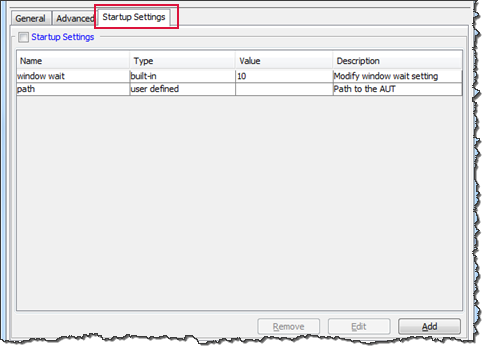 General Advanced Startup Settings
Startup Settings
Name Type Value Description
window wait built-in 10 Modify window wait setting
path user defined Path to the AUT
Remove Edit Add